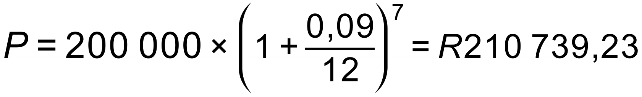 P = 200 000 × (1 + 0,09/12)^7 = R210 739,23